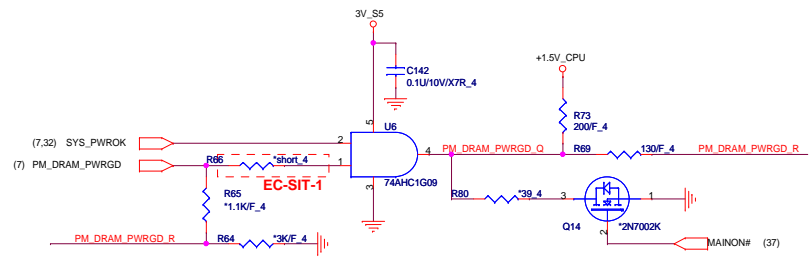 3V_S5
C142
0.1U/10V/X7R_4
+1.5V_CPU
R73
200/F_4
U6
5
(7,32) SYS_PWROK
2
4
PM_DRAM_PWRGD_Q
R69
130/F_4
PM_DRAM_PWRGD_R
(7) PM_DRAM_PWRGD
R66
*short_4
1
EC-SIT-1
3
74AHC1G09
R65
*1.1K/F_4
R80
*39_4
3
1
Q14
2
*2N7002K
PM_DRAM_PWRGD_R
R64
*3K/F_4
MAINON# (37)